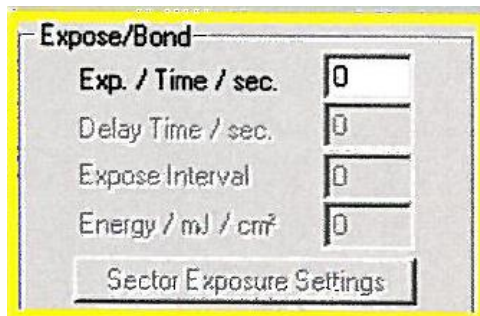 Expose/Bond
Exp. / Time / sec. 0
Delay Time / sec. 0
Expose Interval 0
Energy / mJ / cm² 0
Sector Exposure Settings